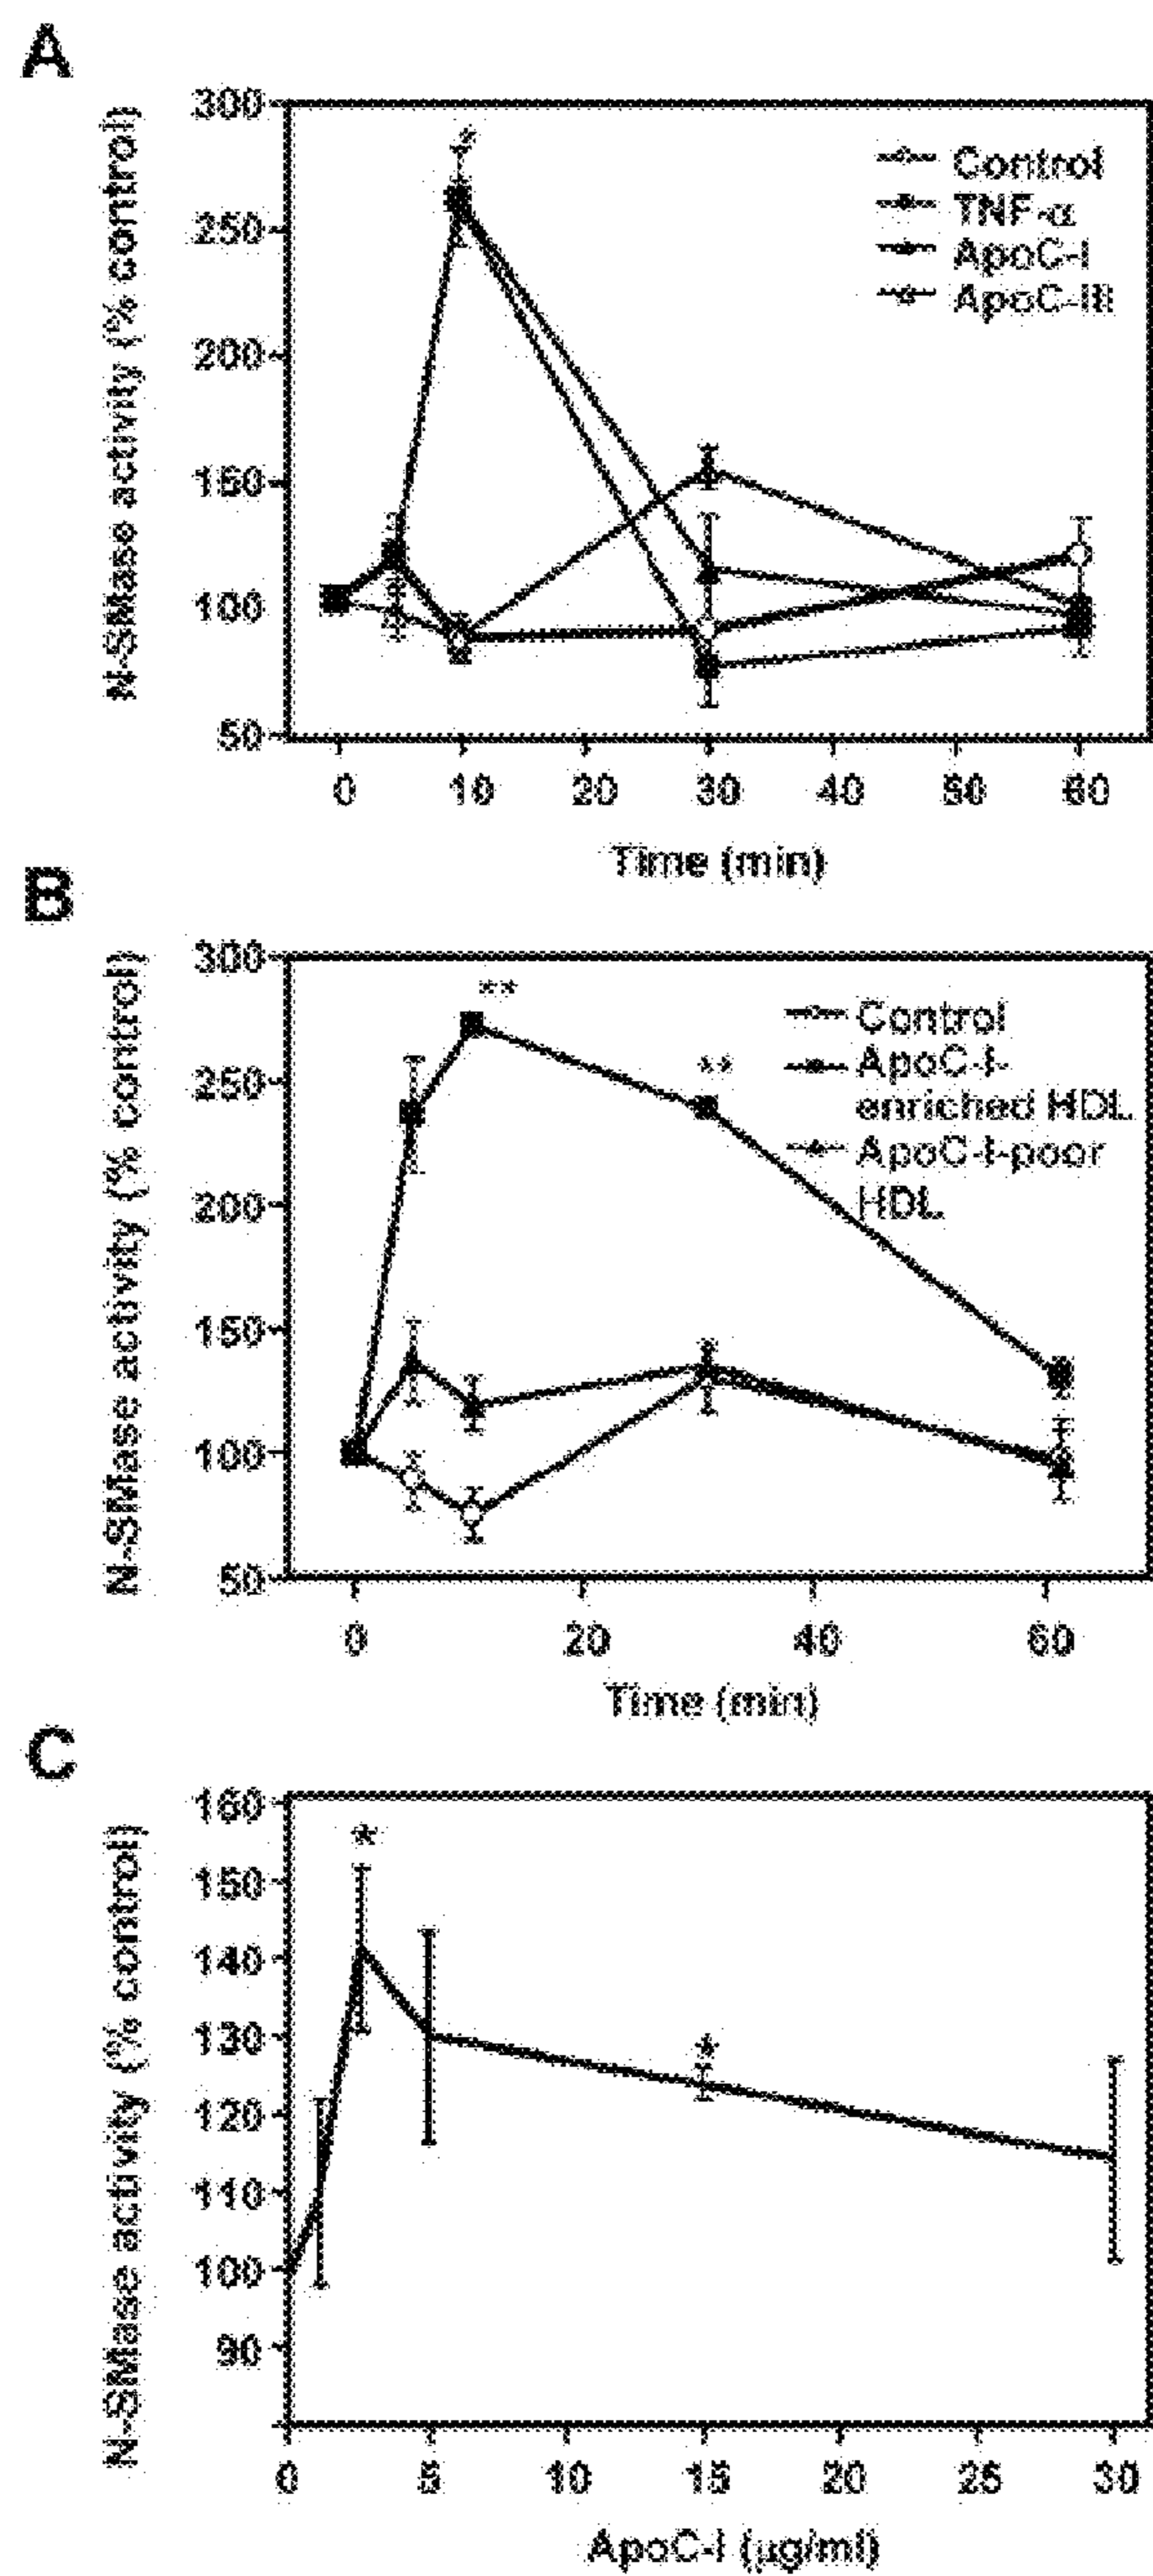 A
300
250
200
150
100
50
N-SMase activity (% control)
*
Control
TNF-α
ApoC-I
ApoC-III
0 10 20 30 40 50 60
Time (min)
B
300
250
200
150
100
50
N-SMase activity (% control)
**
**
Control
ApoC-I-
enriched HDL
ApoC-I-poor
HDL
0 20 40 60
Time (min)
C
160
150
140
130
120
110
100
90
N-SMase activity (% control)
*
*
0 5 10 15 20 25 30
ApoC-I (μg/ml)